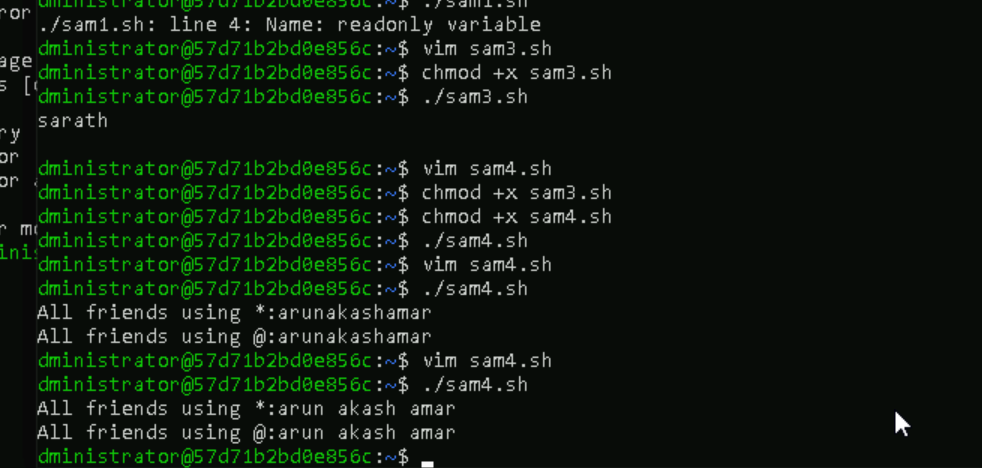 ./sam1.sh
ror
./sam1.sh: line 4: Name: readonly variable
dministrator@57d71b2bd0e856c:~$ vim sam3.sh
age
dministrator@57d71b2bd0e856c:~$ chmod +x sam3.sh
s [
dministrator@57d71b2bd0e856c:~$ ./sam3.sh
sarath
ry
or
dministrator@57d71b2bd0e856c:~$ vim sam4.sh
or
dministrator@57d71b2bd0e856c:~$ chmod +x sam3.sh
dministrator@57d71b2bd0e856c:~$ chmod +x sam4.sh
r mo
dministrator@57d71b2bd0e856c:~$ ./sam4.sh
inis
dministrator@57d71b2bd0e856c:~$ vim sam4.sh
dministrator@57d71b2bd0e856c:~$ ./sam4.sh
All friends using *:arunakashamar
All friends using @:arunakashamar
dministrator@57d71b2bd0e856c:~$ vim sam4.sh
dministrator@57d71b2bd0e856c:~$ ./sam4.sh
All friends using *:arun akash amar
All friends using @:arun akash amar
dministrator@57d71b2bd0e856c:~$